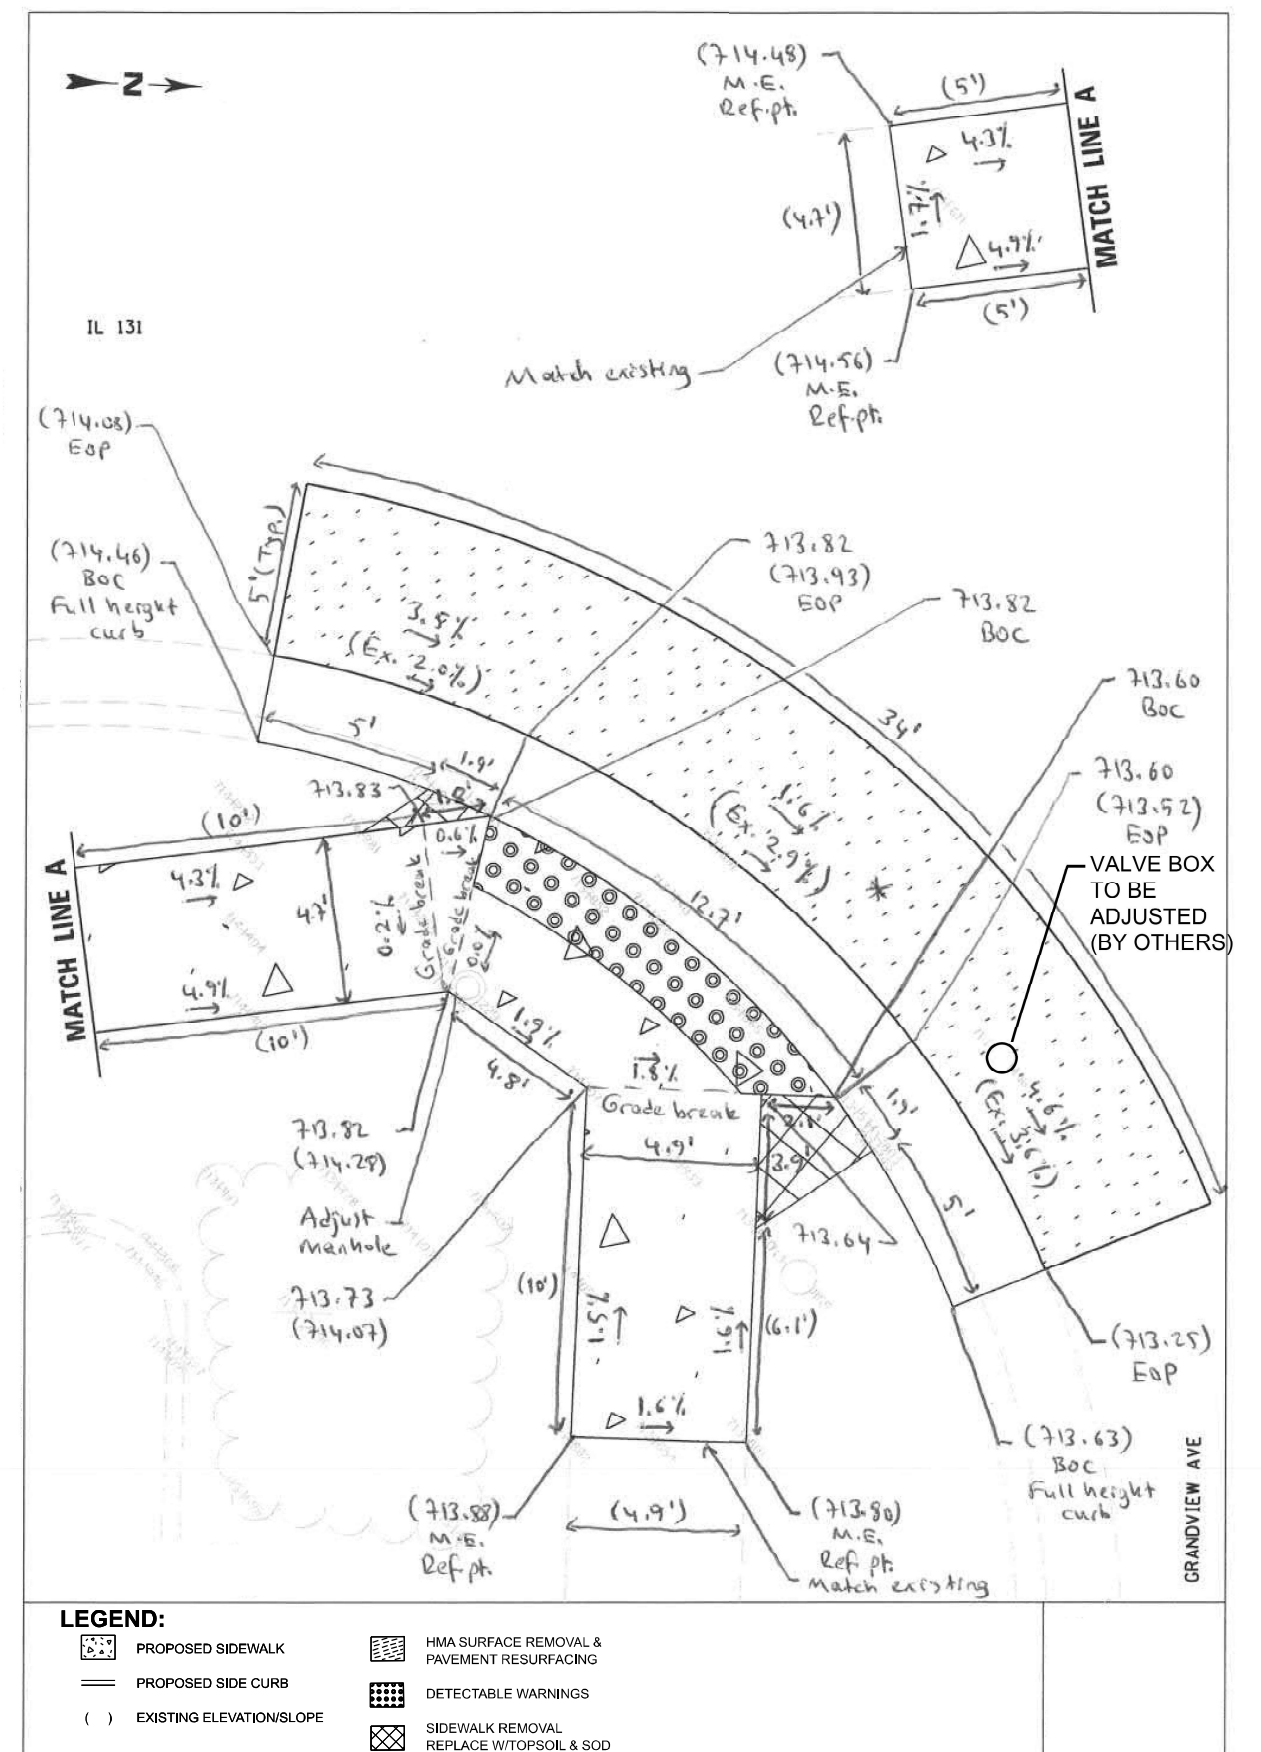 Z
(714.48)
M.E.
Ref.pt.
(5')
4.3%
MATCH LINE A
(4.7')
1.7%
4.9%
(5')
IL 131
Match existing
(714.56)
M.E.
Ref.pt.
(714.08)
EOP
5' (Typ.)
(714.46)
BOC
Full height
curb
713.82
(713.93)
EOP
713.82
BOC
3.8%
(Ex. 2.0%)
34'
713.60
BOC
5'
1.9'
713.83
713.60
(713.52)
EOP
(10')
0.6%
1.6%
(Ex. 2.9%)
*
VALVE BOX
TO BE
ADJUSTED
(BY OTHERS)
MATCH LINE A
4.3%
4.7'
0.2%
Grade break
Grade break
0.0%
12.7'
4.9%
(10')
1.9%
4.8'
1.8%
Grade break
4.6%
(Ex. 3.6%)
1.9'
2.1'
4.9'
3.9'
5'
713.82
(714.28)
Adjust
Manhole
713.64
713.73
(714.07)
(10')
1.5%
1.9%
(6.1')
1.6%
(713.25)
EOP
(713.63)
BOC
Full height
curb
(713.88)
M.E.
Ref.pt.
(4.9')
(713.80)
M.E.
Ref.pt.
Match existing
GRANDVIEW AVE
LEGEND:
PROPOSED SIDEWALK
PROPOSED SIDE CURB
( ) EXISTING ELEVATION/SLOPE
HMA SURFACE REMOVAL &
PAVEMENT RESURFACING
DETECTABLE WARNINGS
SIDEWALK REMOVAL
REPLACE W/TOPSOIL & SOD